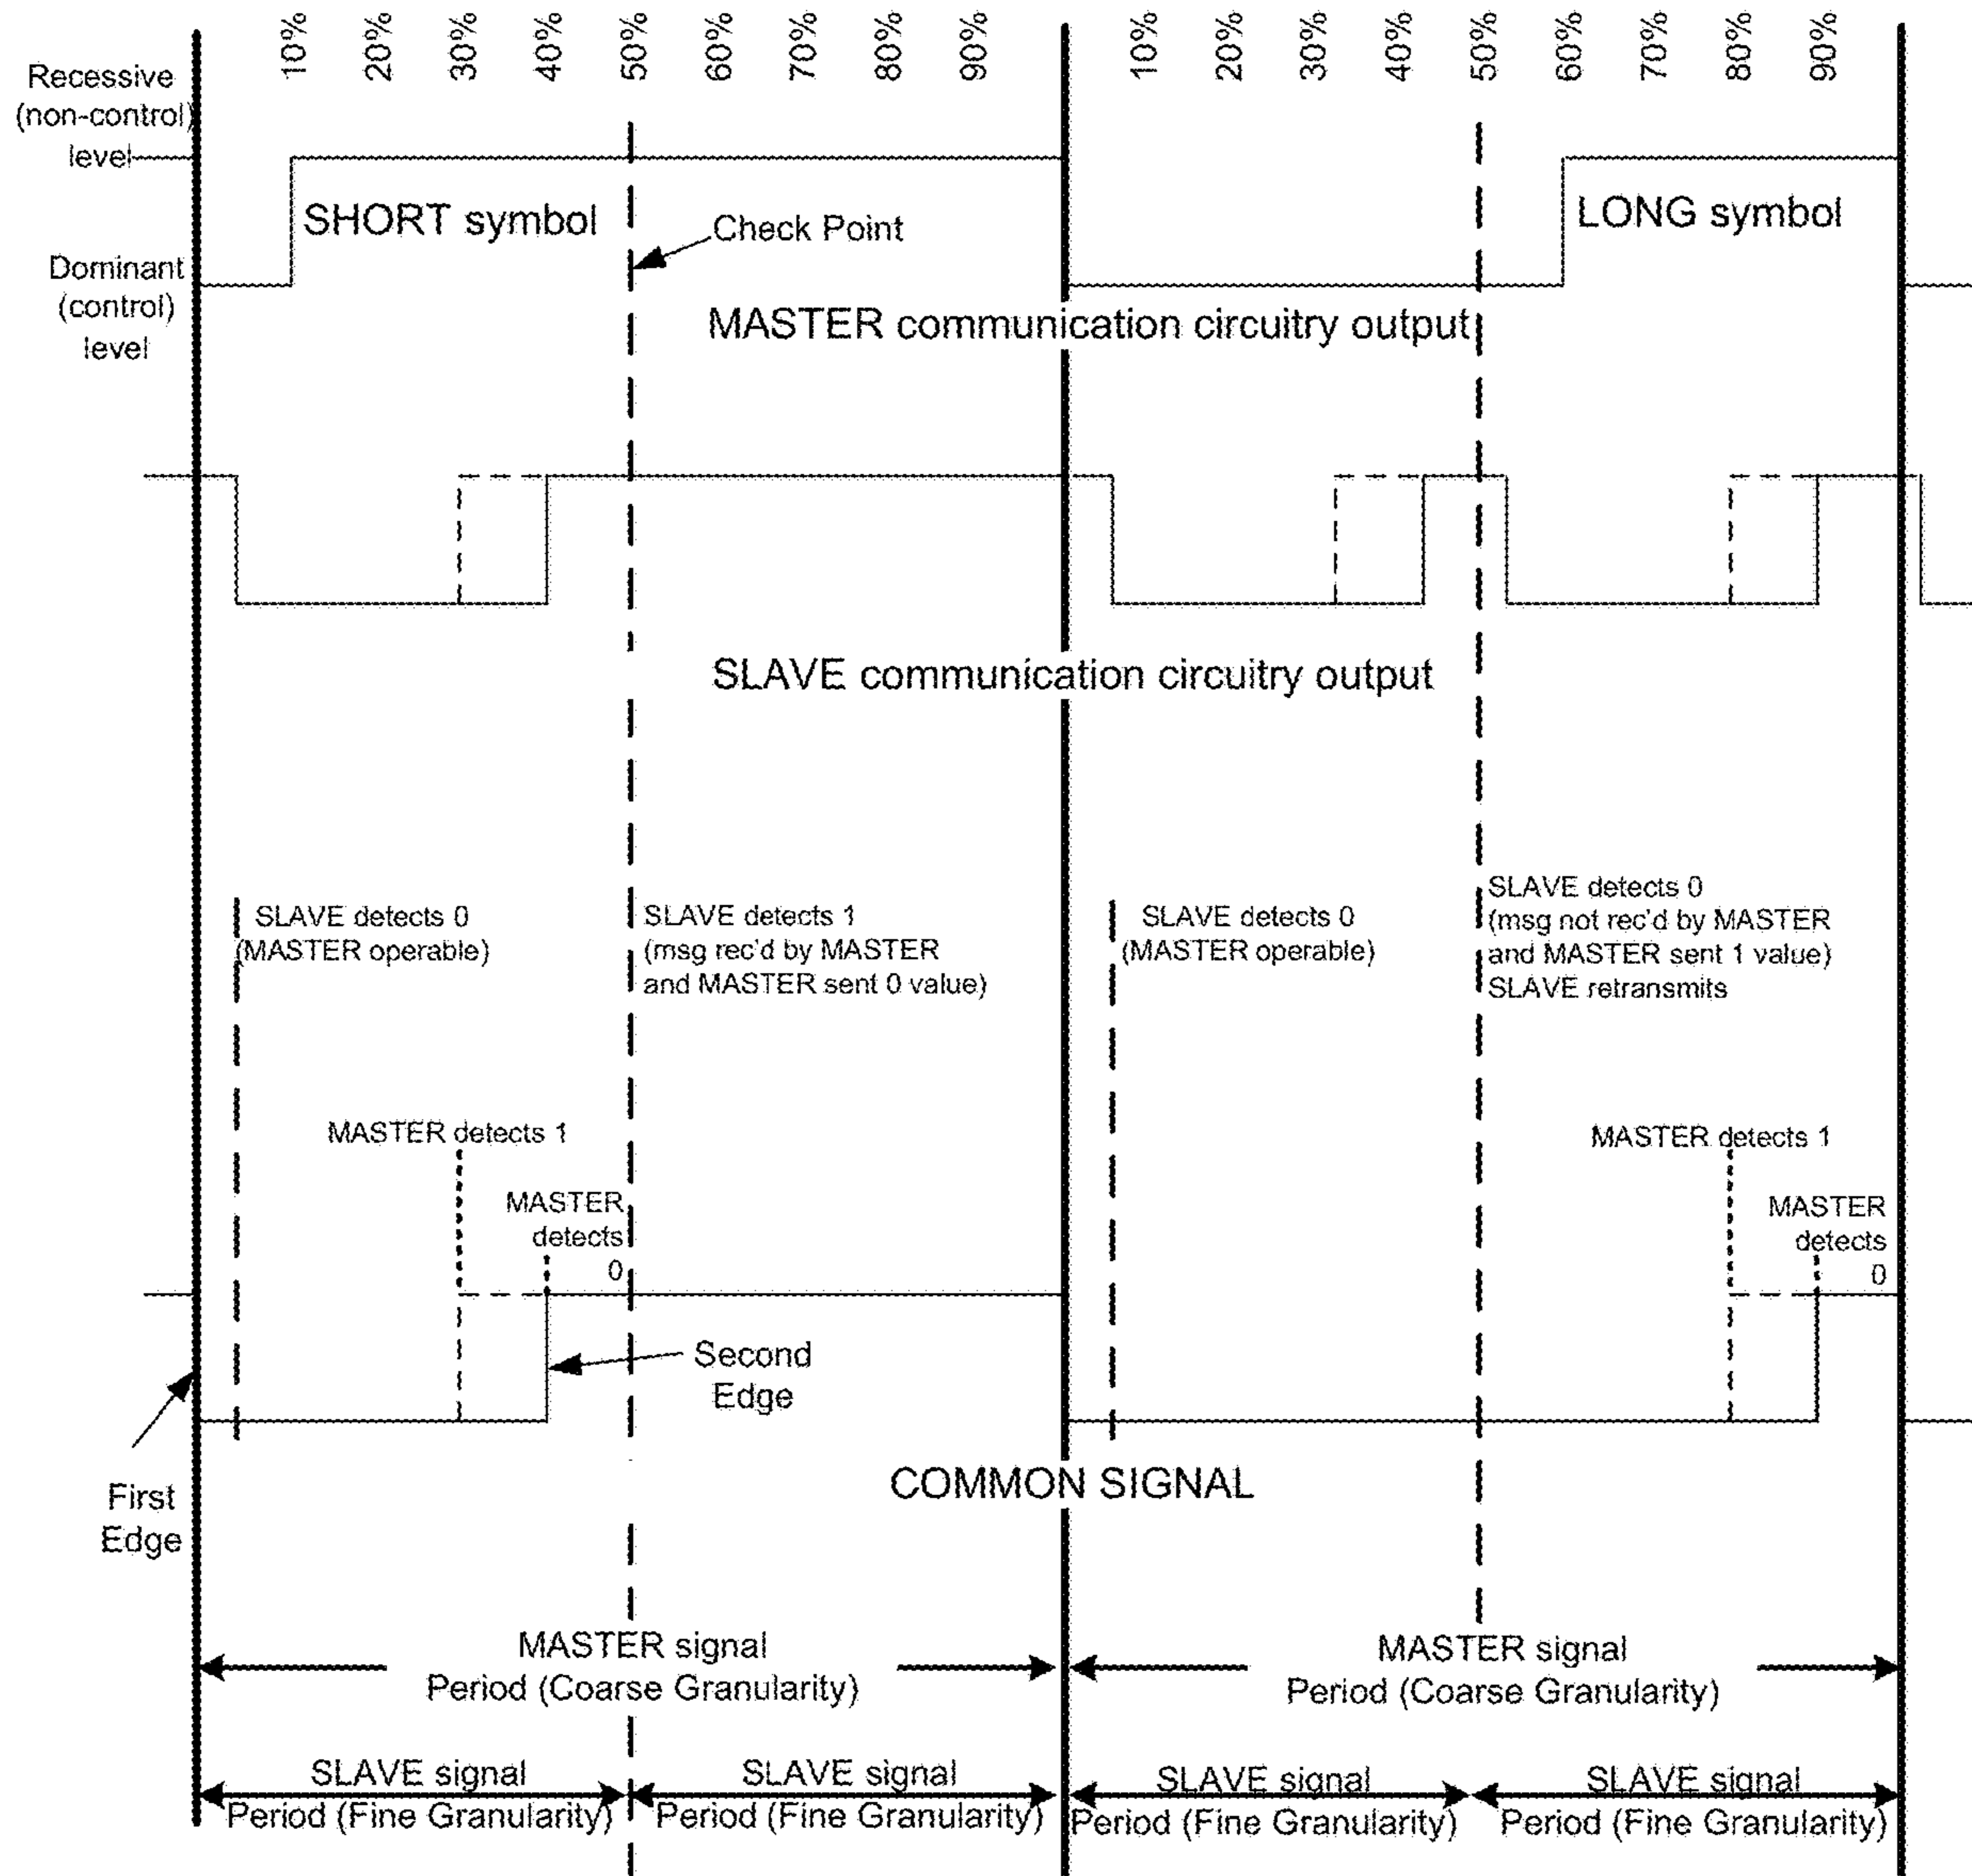 10% 20% 30% 40% 50% 60% 70% 80% 90% 10% 20% 30% 40% 50% 60% 70% 80% 90%
Recessive
(non-control)
level
SHORT symbol
LONG symbol
Check Point
Dominant
(control)
level
MASTER communication circuitry output
SLAVE communication circuitry output
SLAVE detects 0
(MASTER operable)
SLAVE detects 1
(msg rec'd by MASTER
and MASTER sent 0 value)
SLAVE detects 0
(MASTER operable)
SLAVE detects 0
(msg not rec'd by MASTER
and MASTER sent 1 value)
SLAVE retransmits
MASTER detects 1
MASTER
detects
0
MASTER detects 1
MASTER
detects
0
Second
Edge
First
Edge
COMMON SIGNAL
MASTER signal
Period (Coarse Granularity)
MASTER signal
Period (Coarse Granularity)
SLAVE signal
Period (Fine Granularity)
SLAVE signal
Period (Fine Granularity)
SLAVE signal
Period (Fine Granularity)
SLAVE signal
Period (Fine Granularity)